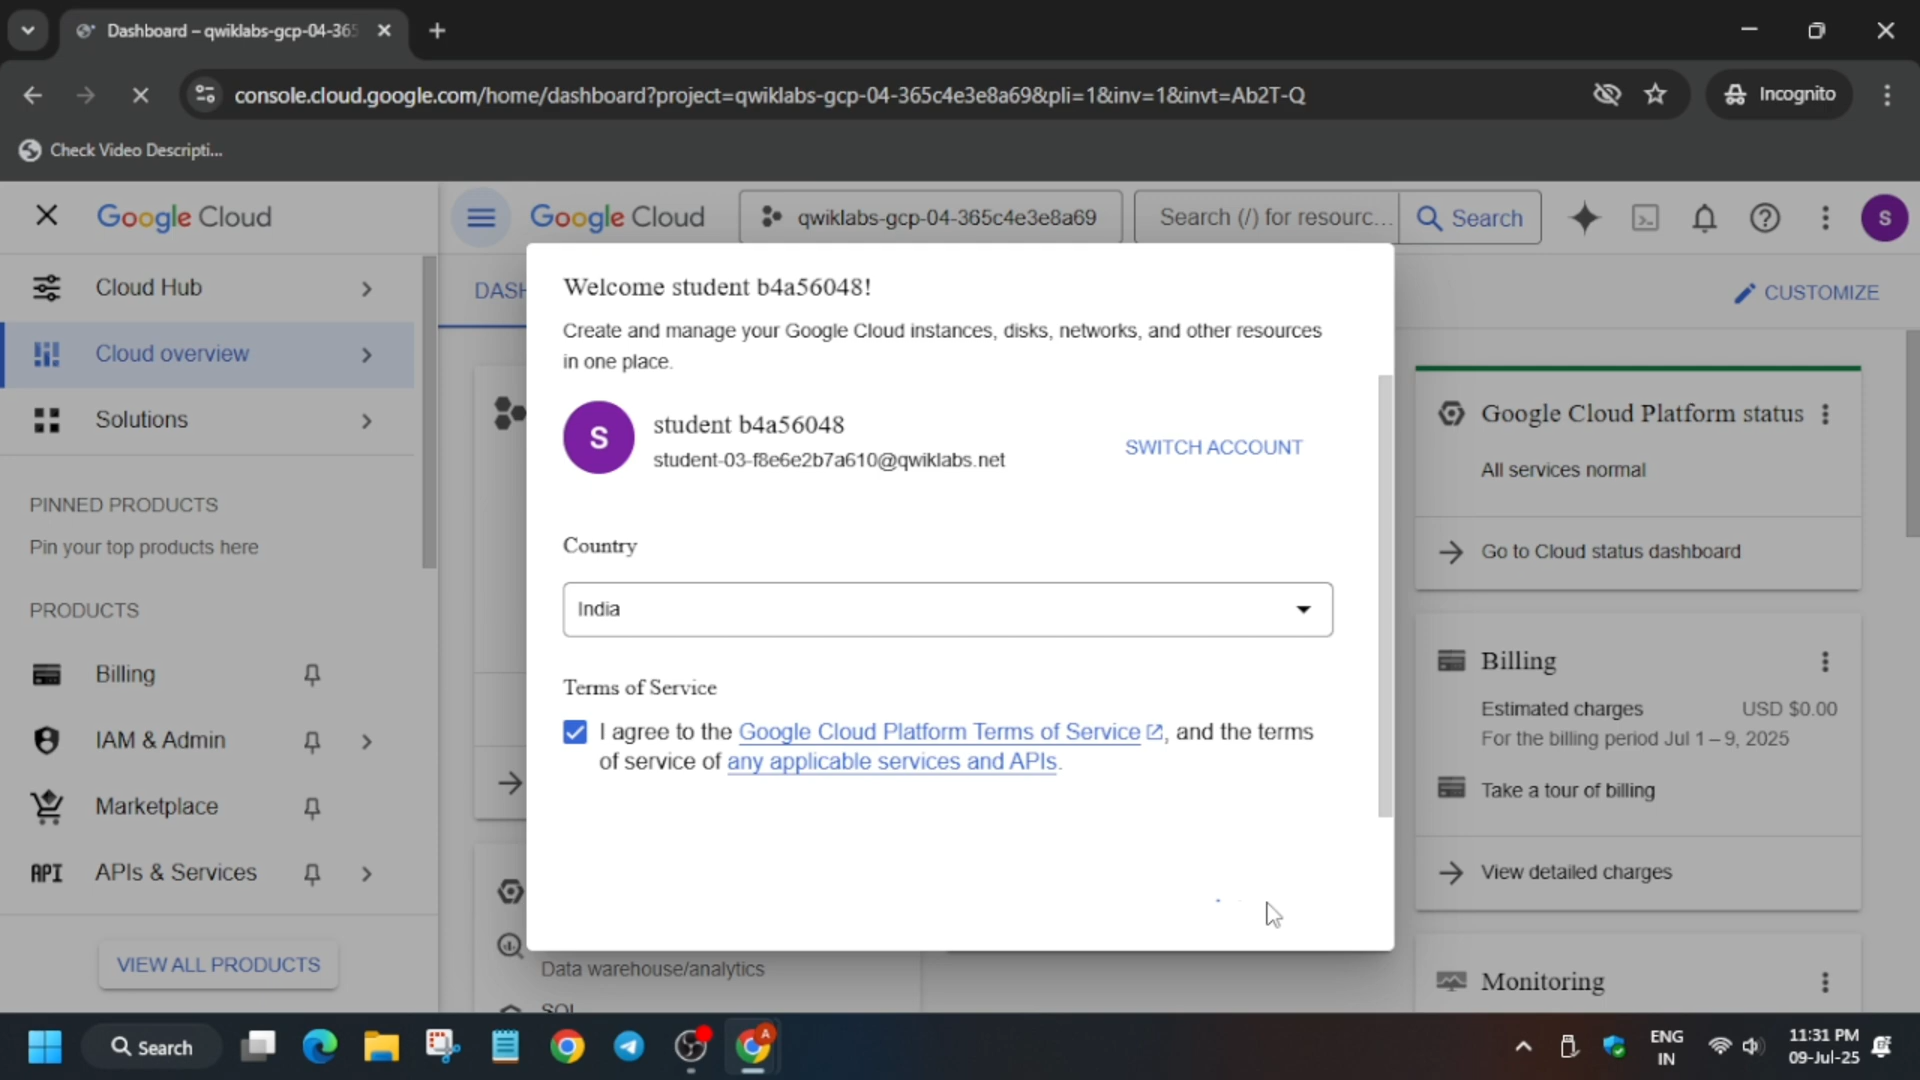 Dashboard – qwiklabs-gcp-04-365
console.cloud.google.com/home/dashboard?project=qwiklabs-gcp-04-365c4e3e8a69&pli=1&inv=1&invt=Ab2T-Q
Incognito
Check Video Descripti...
Google Cloud
Google Cloud
qwiklabs-gcp-04-365c4e3e8a69
Search (/) for resourc...
Search
S
Cloud Hub
Cloud overview
Solutions
PINNED PRODUCTS
Pin your top products here
PRODUCTS
Billing
IAM & Admin
Marketplace
API APIs & Services
VIEW ALL PRODUCTS
DASH
CUSTOMIZE
Welcome student b4a56048!
Create and manage your Google Cloud instances, disks, networks, and other resources
in one place.
S
student b4a56048
student-03-f8e6e2b7a610@qwiklabs.net
SWITCH ACCOUNT
Country
India
Terms of Service
I agree to the Google Cloud Platform Terms of Service, and the terms
of service of any applicable services and APIs.
Data warehouse/analytics
SQL
Google Cloud Platform status
All services normal
Go to Cloud status dashboard
Billing
Estimated charges USD $0.00
For the billing period Jul 1 – 9, 2025
Take a tour of billing
View detailed charges
Monitoring
Search
A
ENG
IN
11:31 PM
09-Jul-25